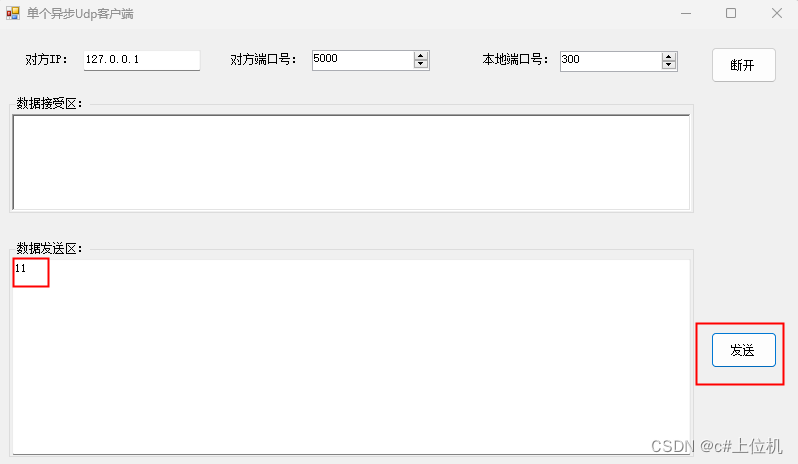 单个异步Udp客户端
对方IP： 127.0.0.1 对方端口号： 5000 本地端口号： 300 断开
数据接受区：
数据发送区：
11
发送
CSDN @c#上位机